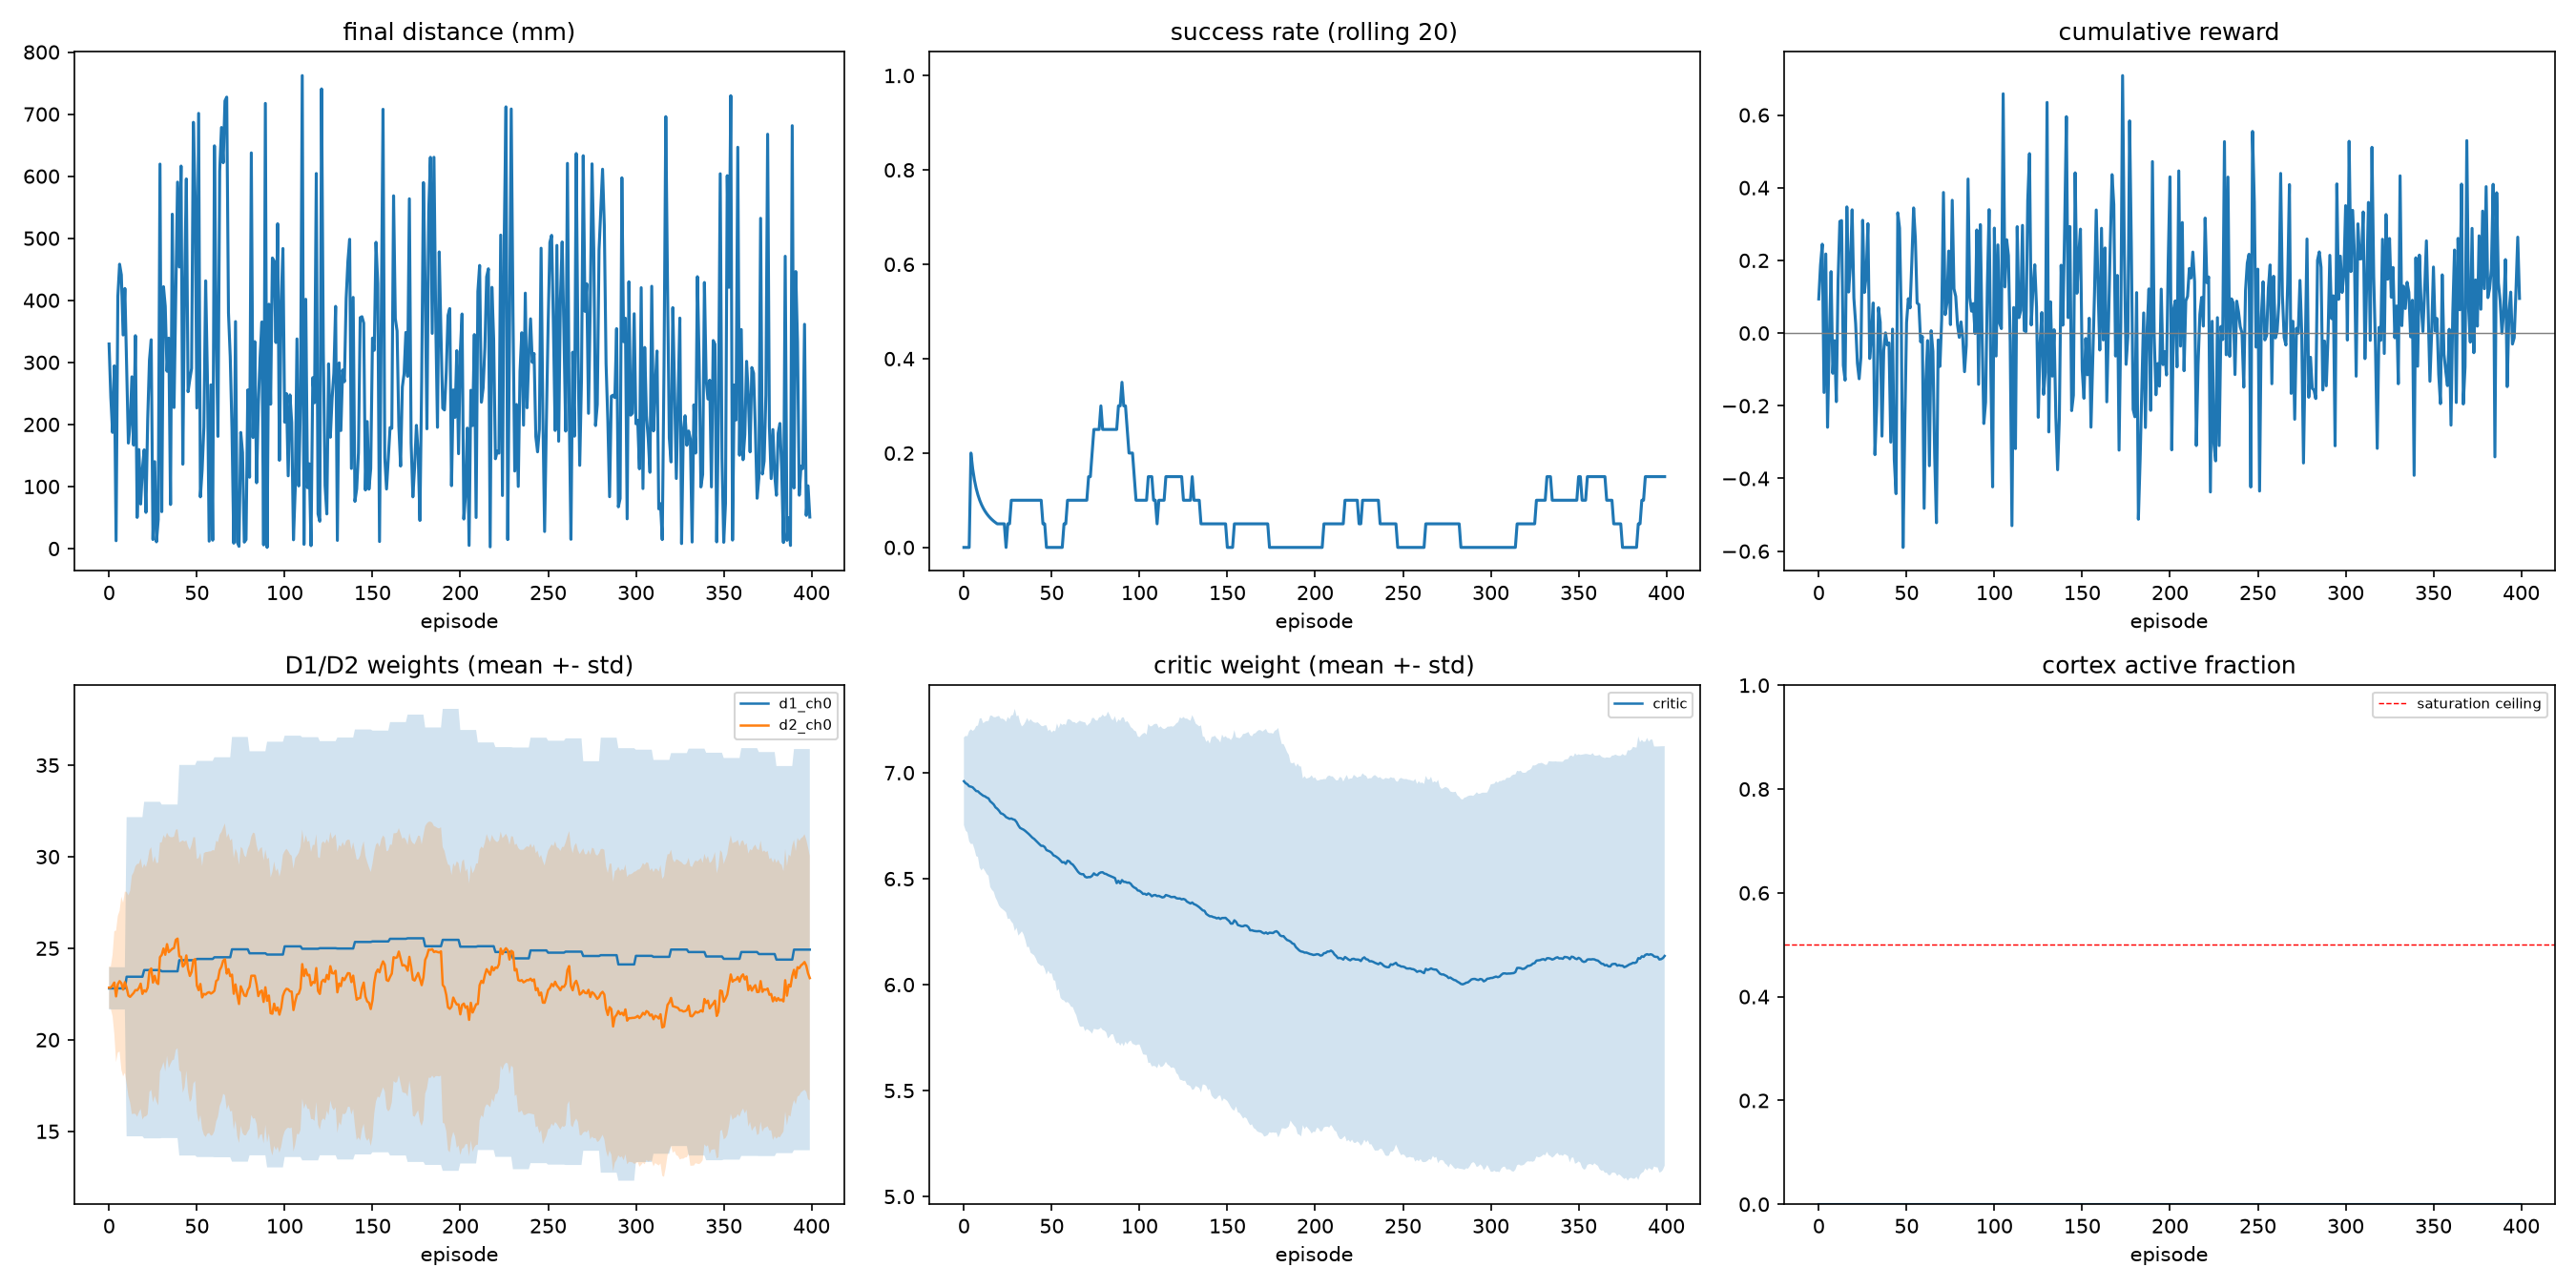 final distance (mm)
800
700
600
500
400
300
200
100
0
0 50 100 150 200 250 300 350 400
episode
success rate (rolling 20)
1.0
0.8
0.6
0.4
0.2
0.0
0 50 100 150 200 250 300 350 400
episode
cumulative reward
0.6
0.4
0.2
0.0
−0.2
−0.4
−0.6
0 50 100 150 200 250 300 350 400
episode
D1/D2 weights (mean +- std)
d1_ch0
d2_ch0
35
30
25
20
15
0 50 100 150 200 250 300 350 400
episode
critic weight (mean +- std)
critic
7.0
6.5
6.0
5.5
5.0
0 50 100 150 200 250 300 350 400
episode
cortex active fraction
saturation ceiling
1.0
0.8
0.6
0.4
0.2
0.0
0 50 100 150 200 250 300 350 400
episode